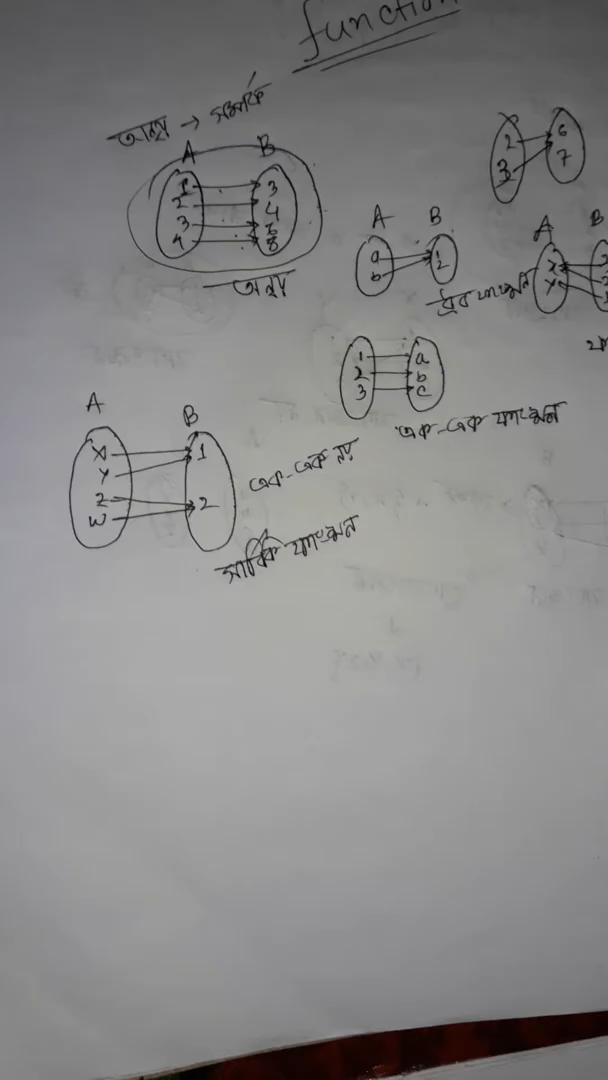 function
অন্বয় → সম্পর্ক
A B
1 3
2 4
3 6
4 8
অন্বয়
2 6
3 7
A B
a 1
b 2
ধ্রুব ফাংশন
A B
x
y
1 a
2 b
3 c
এক-এক ফাংশন
A B
x 1
y
z 2
w
এক-এক নয়
সার্বিক ফাংশন